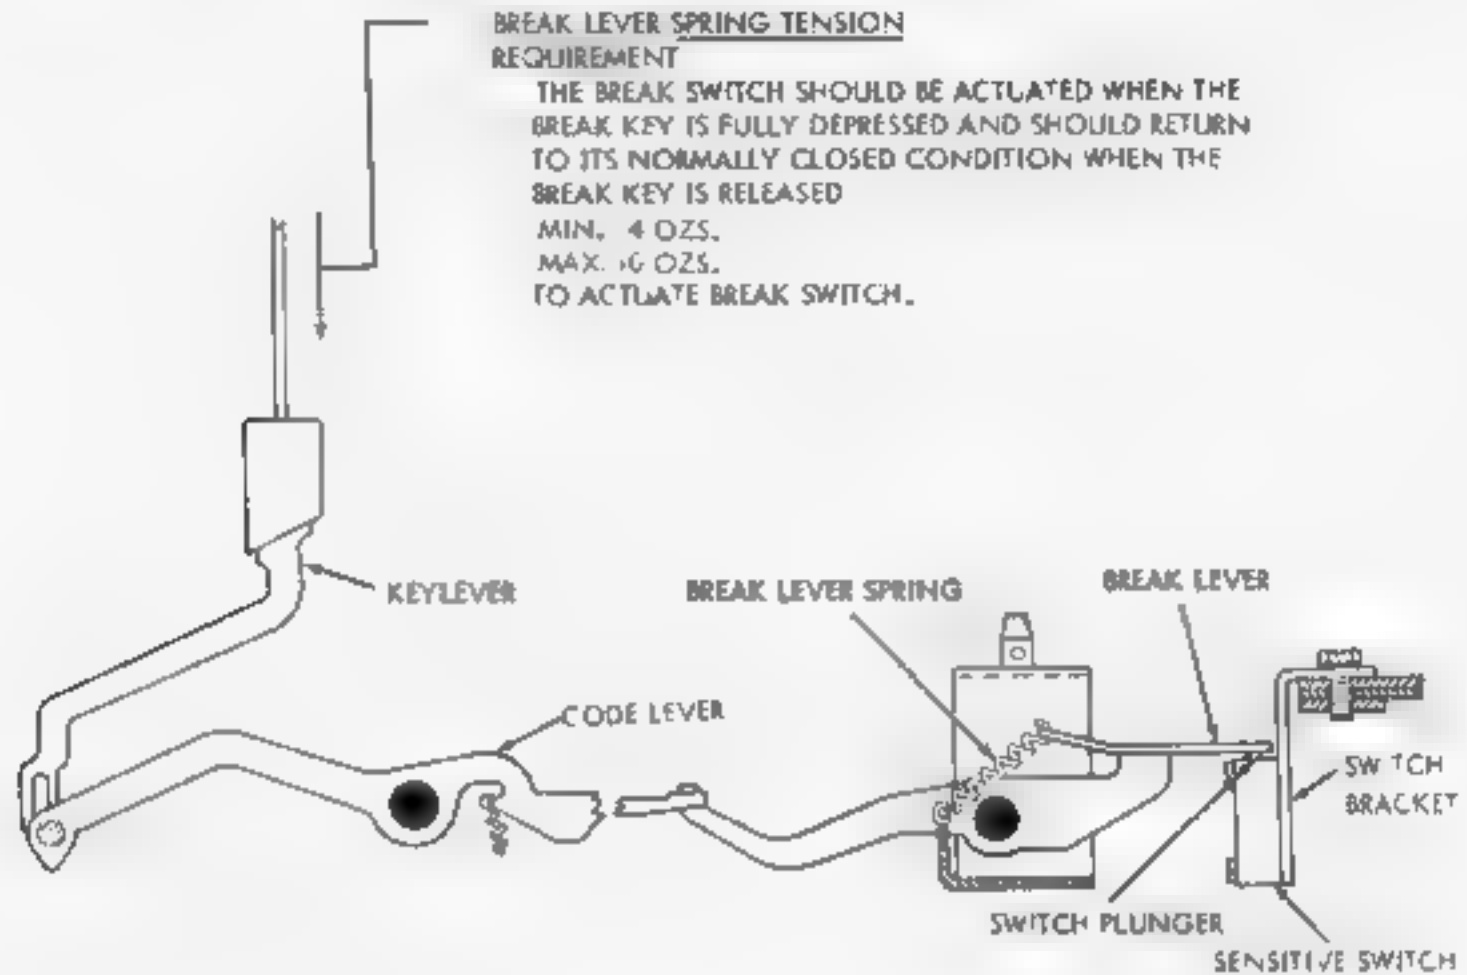 BREAK LEVER SPRING TENSION
REQUIREMENT
THE BREAK SWITCH SHOULD BE ACTUATED WHEN THE
BREAK KEY IS FULLY DEPRESSED AND SHOULD RETURN
TO ITS NORMALLY CLOSED CONDITION WHEN THE
BREAK KEY IS RELEASED
MIN. 4 OZS.
MAX. OZS.
TO ACTUATE BREAK SWITCH.
KEYLEVER
BREAK LEVER SPRING
BREAK LEVER
CODE LEVER
SWITCH
BRACKET
SWITCH PLUNGER
SENSITIVE SWITCH